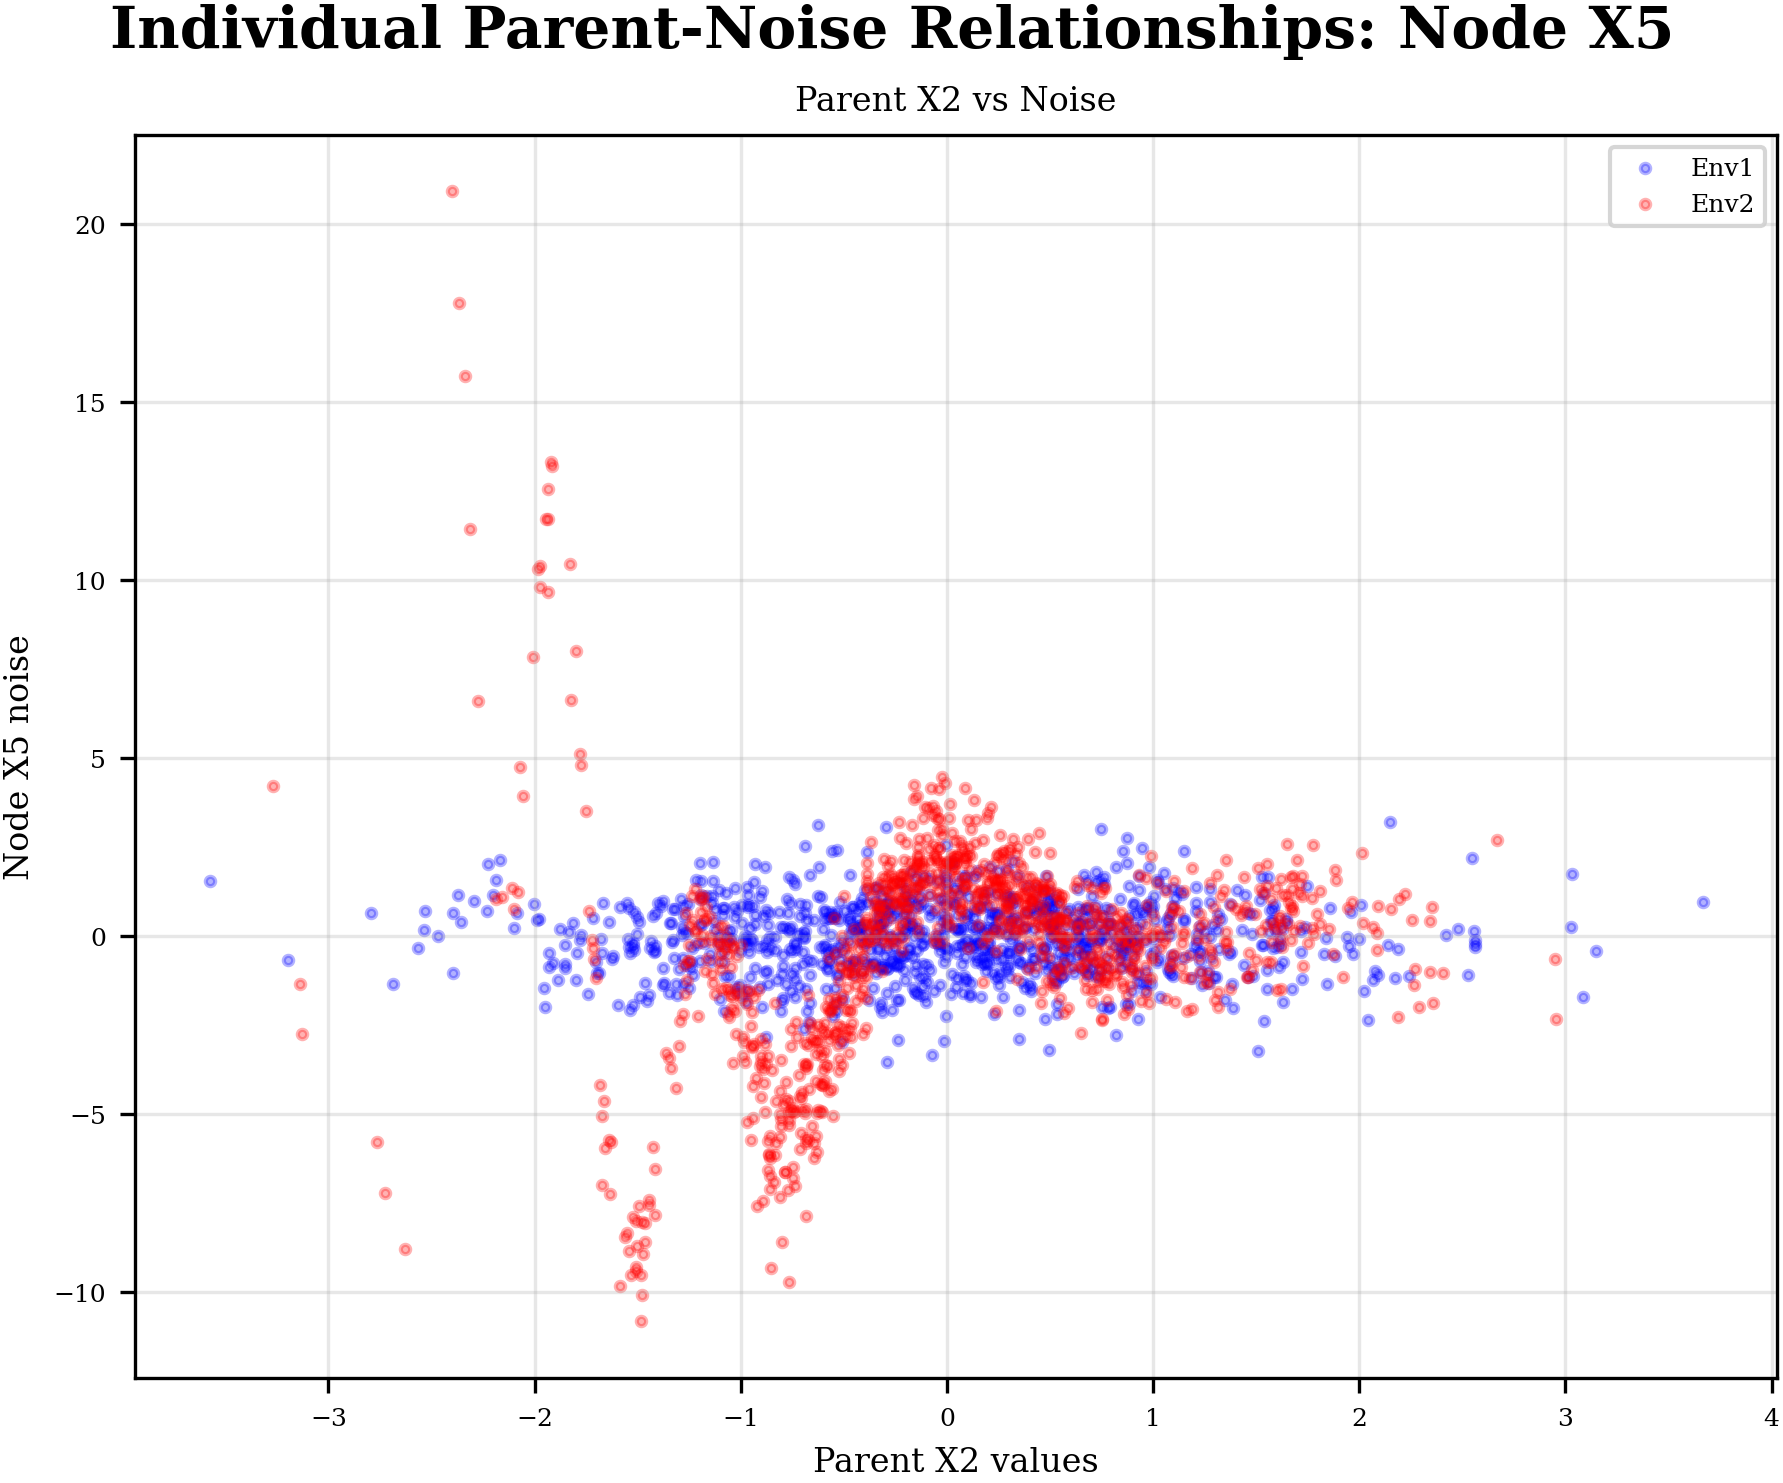 Individual Parent-Noise Relationships: Node X5
Parent X2 vs Noise
Env1
Env2
20
15
10
5
0
−5
−10
Node X5 noise
−3
−2
−1
0
1
2
3
4
Parent X2 values